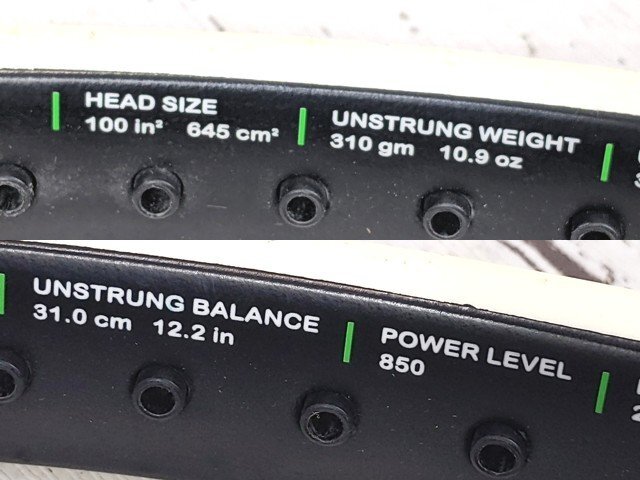 HEAD SIZE
100 in² 645 cm²
UNSTRUNG WEIGHT
310 gm 10.9 oz
UNSTRUNG BALANCE
31.0 cm 12.2 in
POWER LEVEL
850